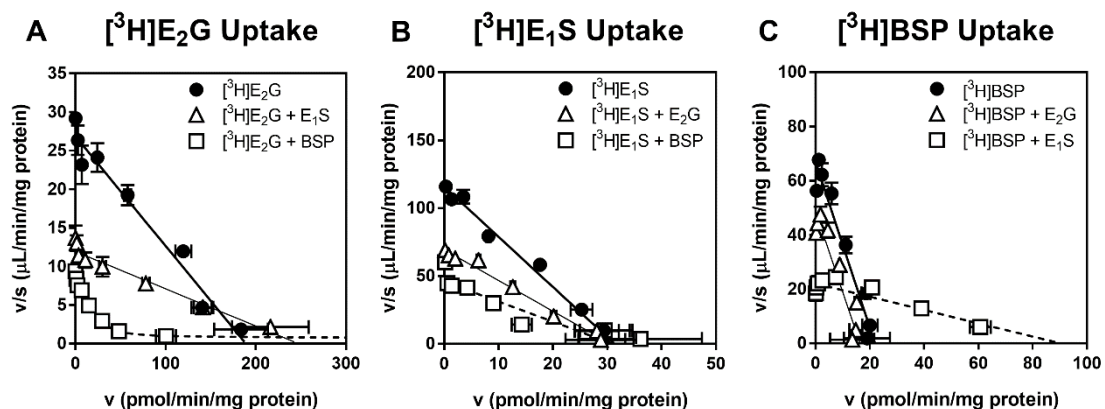 A [³H]E₂G Uptake
35
30
25
20
15
10
5
0
0 100 200 300
v/s (µL/min/mg protein)
v (pmol/min/mg protein)
[³H]E₂G
[³H]E₂G + E₁S
[³H]E₂G + BSP
B [³H]E₁S Uptake
200
150
100
50
0
0 10 20 30 40 50
v/s (µL/min/mg protein)
v (pmol/min/mg protein)
[³H]E₁S
[³H]E₁S + E₂G
[³H]E₁S + BSP
C [³H]BSP Uptake
100
80
60
40
20
0
0 20 40 60 80 100
v/s (µL/min/mg protein)
v (pmol/min/mg protein)
[³H]BSP
[³H]BSP + E₂G
[³H]BSP + E₁S